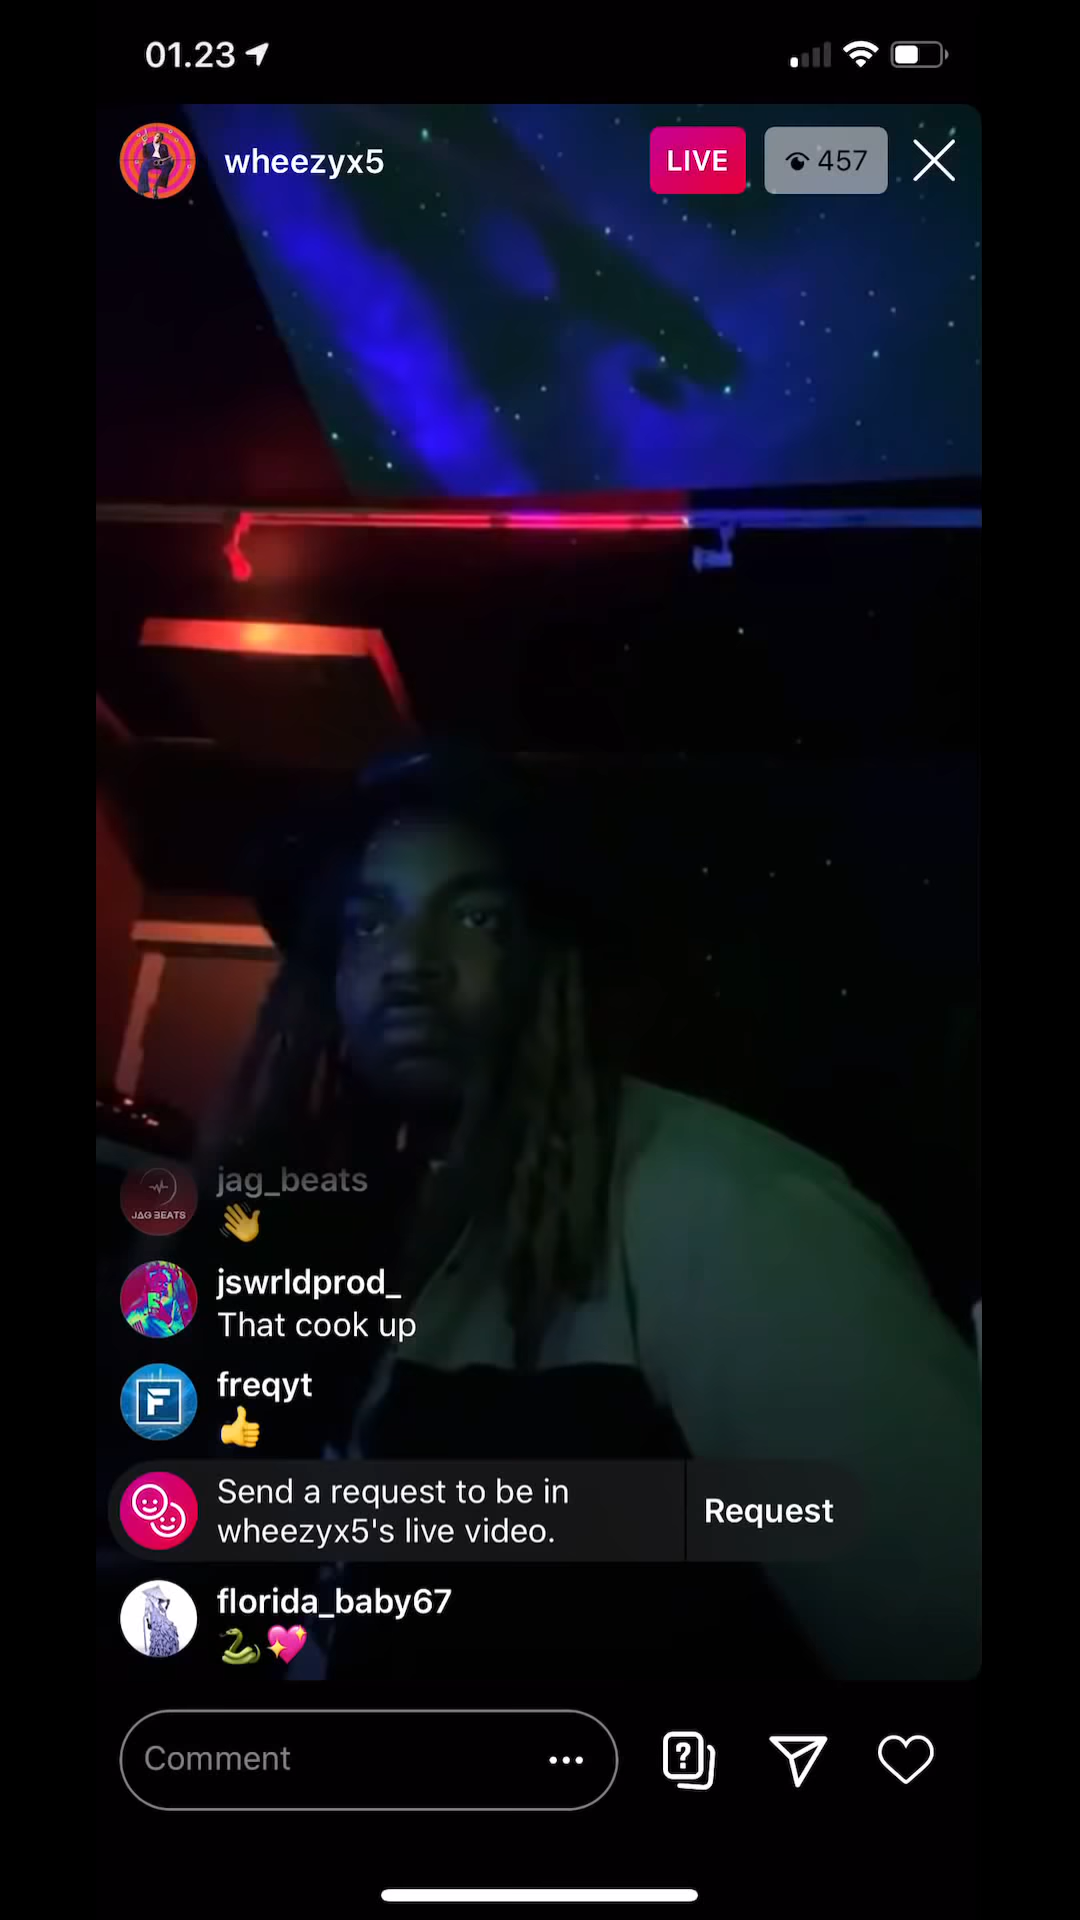 01.23
wheezyx5
LIVE
457
jag_beats
JAG BEATS
👋
jswrldprod_
That cook up
freqyt
F
👍
Send a request to be in
wheezyx5's live video.
Request
florida_baby67
🐍💖
Comment
?